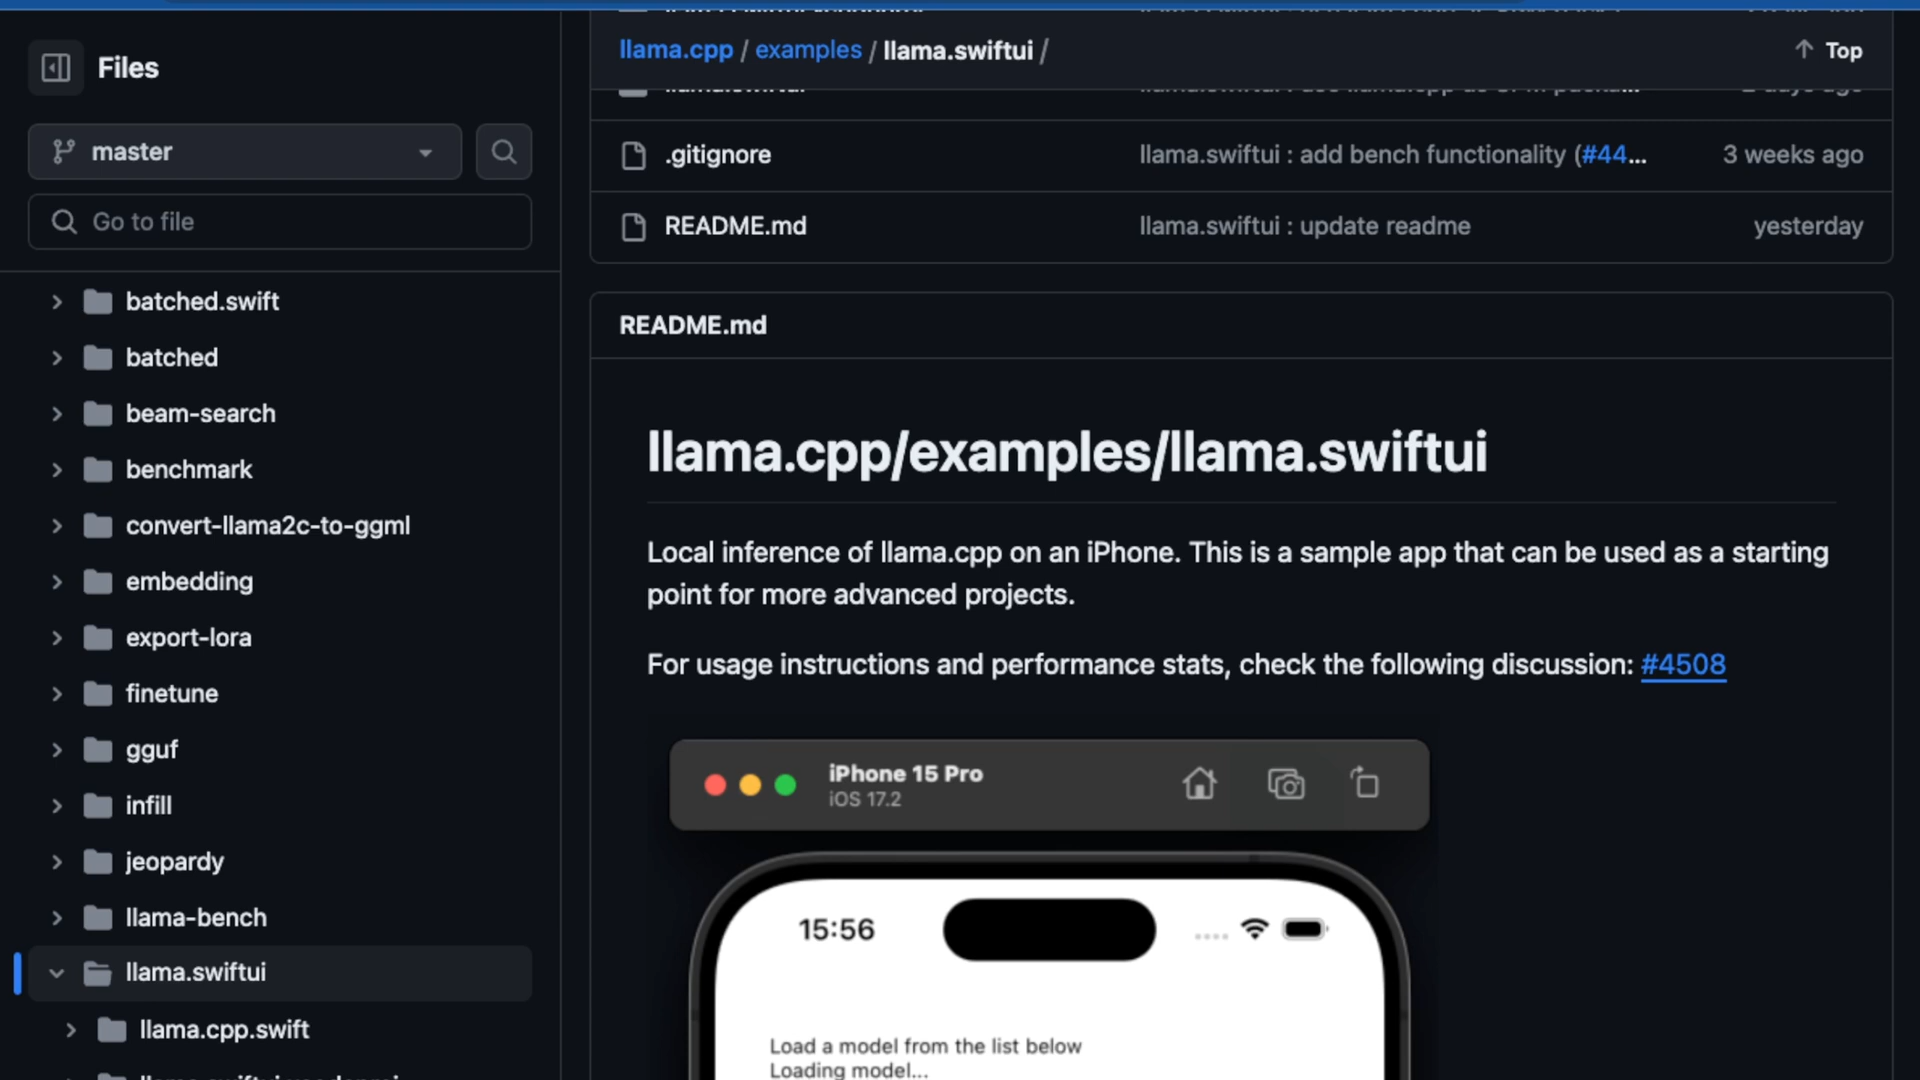 Files
master
Go to file
batched.swift
batched
beam-search
benchmark
convert-llama2c-to-ggml
embedding
export-lora
finetune
gguf
infill
jeopardy
llama-bench
llama.swiftui
llama.cpp.swift
llama.cpp / examples / llama.swiftui /
Top
.gitignore llama.swiftui : add bench functionality (#44... 3 weeks ago
README.md llama.swiftui : update readme yesterday
README.md
llama.cpp/examples/llama.swiftui
Local inference of llama.cpp on an iPhone. This is a sample app that can be used as a starting
point for more advanced projects.
For usage instructions and performance stats, check the following discussion: #4508
iPhone 15 Pro
iOS 17.2
15:56
Load a model from the list below
Loading model...